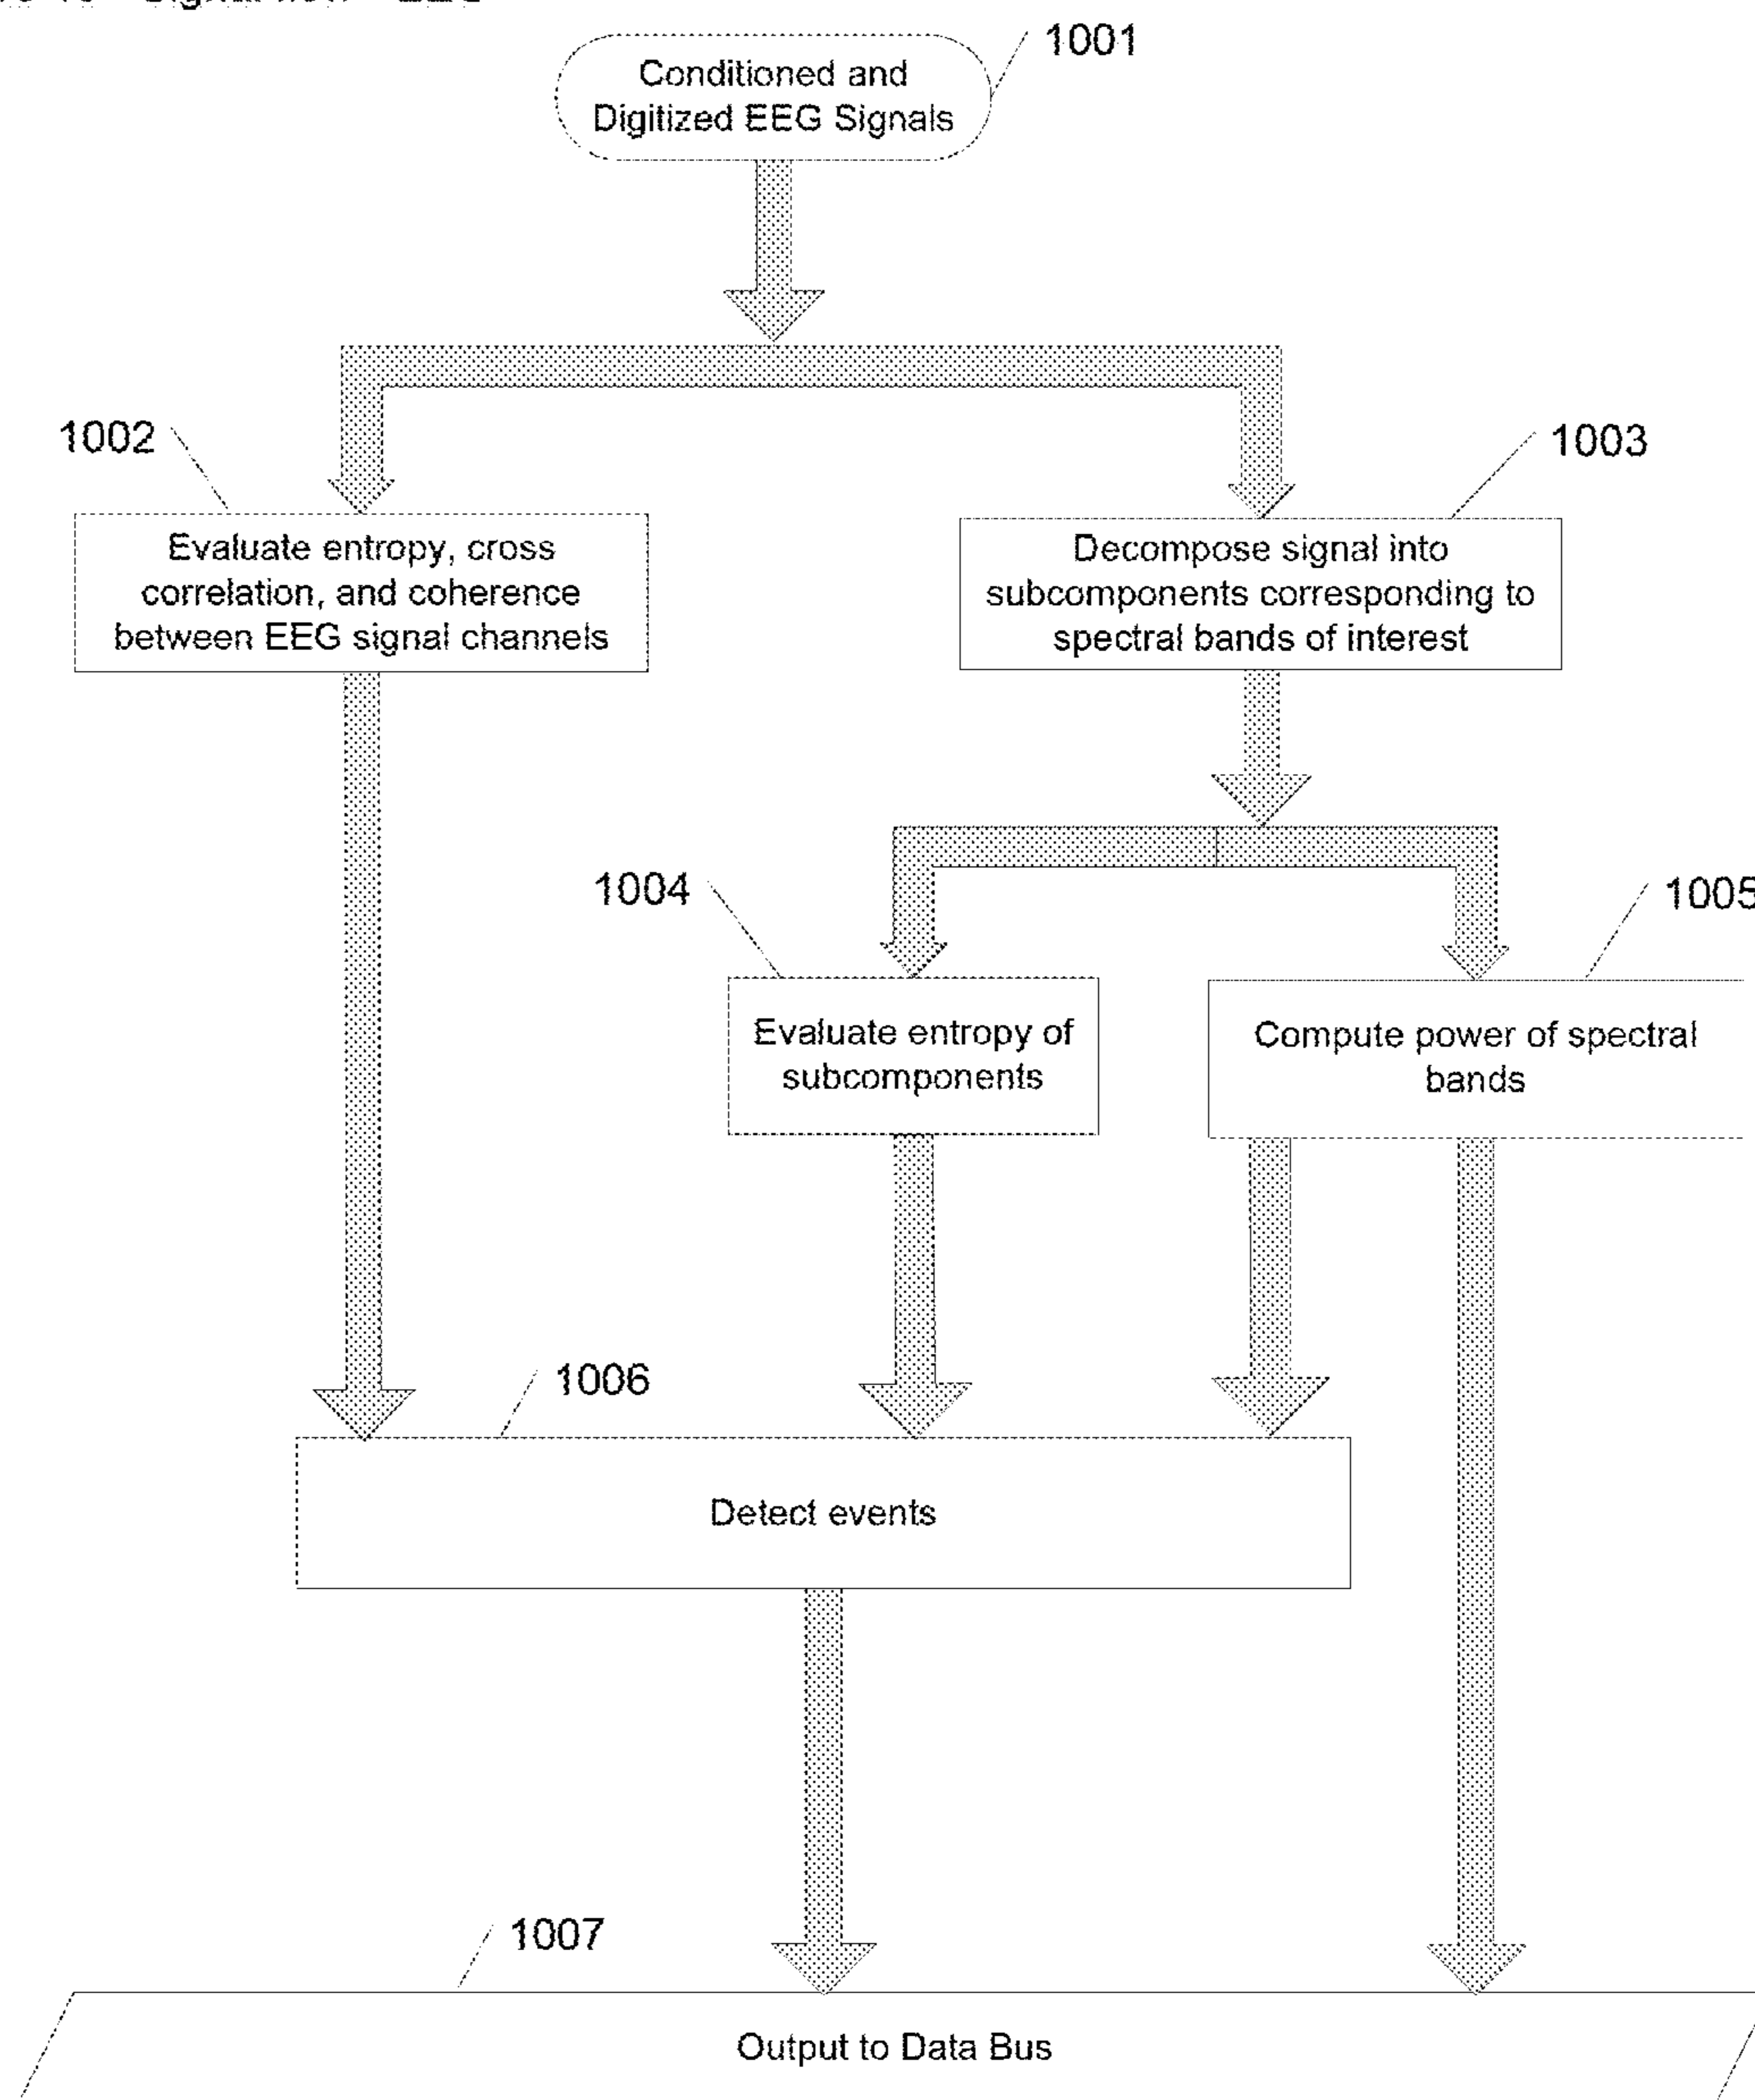 1001
Conditioned and
Digitized EEG Signals
1002
1003
Evaluate entropy, cross
correlation, and coherence
between EEG signal channels
Decompose signal into
subcomponents corresponding to
spectral bands of interest
1004
1005
Evaluate entropy of
subcomponents
Compute power of spectral
bands
1006
Detect events
1007
Output to Data Bus